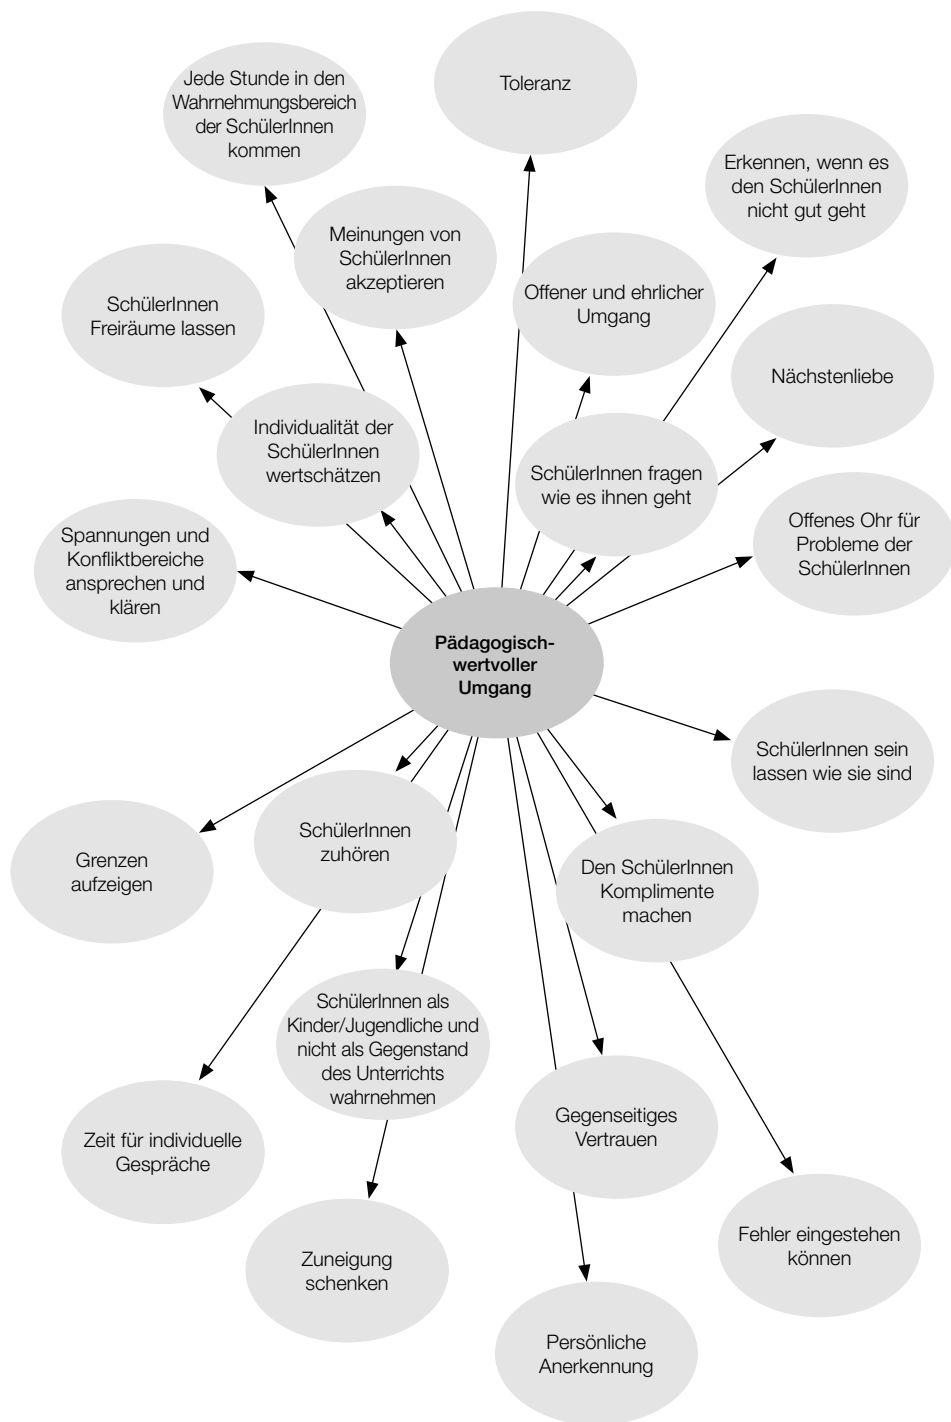 Jede Stunde in den
Wahrnehmungsbereich
der SchülerInnen
kommen
Toleranz
Erkennen, wenn es
den SchülerInnen
nicht gut geht
Meinungen von
SchülerInnen
akzeptieren
Offener und ehrlicher
Umgang
SchülerInnen
Freiräume lassen
Nächstenliebe
Individualität der
SchülerInnen
wertschätzen
SchülerInnen fragen
wie es ihnen geht
Offenes Ohr für
Probleme der
SchülerInnen
Spannungen und
Konfliktbereiche
ansprechen und
klären
Pädagogisch-
wertvoller
Umgang
SchülerInnen sein
lassen wie sie sind
SchülerInnen
zuhören
Grenzen
aufzeigen
Den SchülerInnen
Komplimente
machen
SchülerInnen als
Kinder/Jugendliche und
nicht als Gegenstand
des Unterrichts
wahrnehmen
Gegenseitiges
Vertrauen
Zeit für individuelle
Gespräche
Fehler eingestehen
können
Zuneigung
schenken
Persönliche
Anerkennung